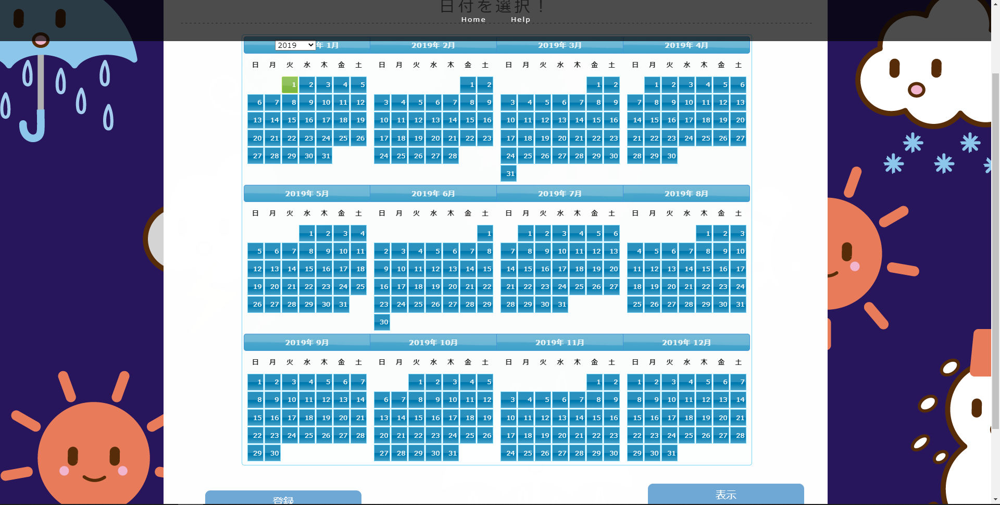 日付を選択！
Home Help
2019 年 1月 2019年 2月 2019年 3月 2019年 4月
日 月 火 水 木 金 土 日 月 火 水 木 金 土 日 月 火 水 木 金 土 日 月 火 水 木 金 土
1 2 3 4 5 1 2 1 2 1 2 3 4 5 6
6 7 8 9 10 11 12 3 4 5 6 7 8 9 3 4 5 6 7 8 9 7 8 9 10 11 12 13
13 14 15 16 17 18 19 10 11 12 13 14 15 16 10 11 12 13 14 15 16 14 15 16 17 18 19 20
20 21 22 23 24 25 26 17 18 19 20 21 22 23 17 18 19 20 21 22 23 21 22 23 24 25 26 27
27 28 29 30 31 24 25 26 27 28 24 25 26 27 28 29 30 28 29 30
31
2019年 5月 2019年 6月 2019年 7月 2019年 8月
日 月 火 水 木 金 土 日 月 火 水 木 金 土 日 月 火 水 木 金 土 日 月 火 水 木 金 土
1 2 3 4 1 1 2 3 4 5 6 1 2 3
5 6 7 8 9 10 11 2 3 4 5 6 7 8 7 8 9 10 11 12 13 4 5 6 7 8 9 10
12 13 14 15 16 17 18 9 10 11 12 13 14 15 14 15 16 17 18 19 20 11 12 13 14 15 16 17
19 20 21 22 23 24 25 16 17 18 19 20 21 22 21 22 23 24 25 26 27 18 19 20 21 22 23 24
26 27 28 29 30 31 23 24 25 26 27 28 29 28 29 30 31 25 26 27 28 29 30 31
30
2019年 9月 2019年 10月 2019年 11月 2019年 12月
日 月 火 水 木 金 土 日 月 火 水 木 金 土 日 月 火 水 木 金 土 日 月 火 水 木 金 土
1 2 3 4 5 6 7 1 2 3 4 5 1 2 1 2 3 4 5 6 7
8 9 10 11 12 13 14 6 7 8 9 10 11 12 3 4 5 6 7 8 9 8 9 10 11 12 13 14
15 16 17 18 19 20 21 13 14 15 16 17 18 19 10 11 12 13 14 15 16 15 16 17 18 19 20 21
22 23 24 25 26 27 28 20 21 22 23 24 25 26 17 18 19 20 21 22 23 22 23 24 25 26 27 28
29 30 27 28 29 30 31 24 25 26 27 28 29 30 29 30 31
登録 表示